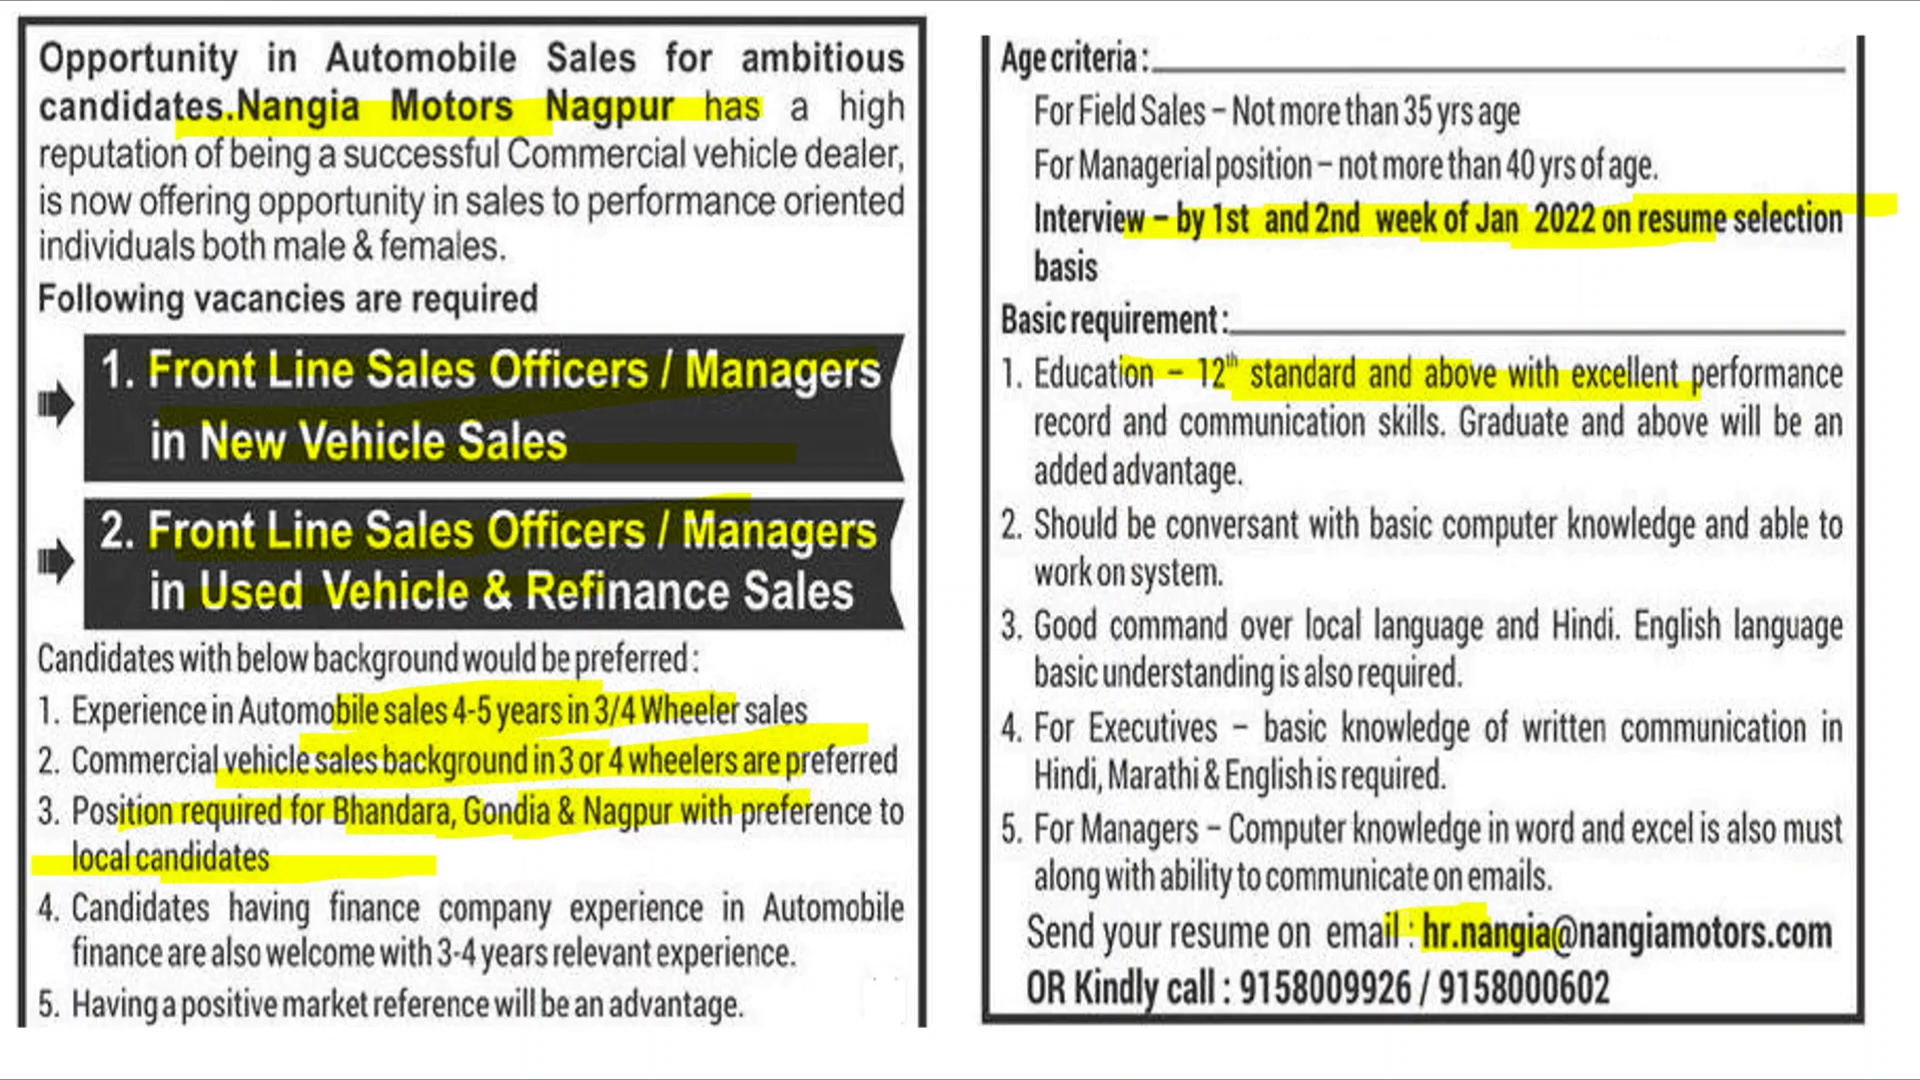 Opportunity in Automobile Sales for ambitious
candidates.Nangia Motors Nagpur has a high
reputation of being a successful Commercial vehicle dealer,
is now offering opportunity in sales to performance oriented
individuals both male & females.
Following vacancies are required
1. Front Line Sales Officers / Managers
in New Vehicle Sales
2. Front Line Sales Officers / Managers
in Used Vehicle & Refinance Sales
Candidates with below background would be preferred :
1. Experience in Automobile sales 4-5 years in 3/4 Wheeler sales
2. Commercial vehicle sales background in 3 or 4 wheelers are preferred
3. Position required for Bhandara, Gondia & Nagpur with preference to
local candidates
4. Candidates having finance company experience in Automobile
finance are also welcome with 3-4 years relevant experience.
5. Having a positive market reference will be an advantage.
Age criteria :
For Field Sales – Not more than 35 yrs age
For Managerial position – not more than 40 yrs of age.
Interview – by 1st and 2nd week of Jan 2022 on resume selection
basis
Basic requirement :
1. Education – 12th standard and above with excellent performance
record and communication skills. Graduate and above will be an
added advantage.
2. Should be conversant with basic computer knowledge and able to
work on system.
3. Good command over local language and Hindi. English language
basic understanding is also required.
4. For Executives – basic knowledge of written communication in
Hindi, Marathi & English is required.
5. For Managers – Computer knowledge in word and excel is also must
along with ability to communicate on emails.
Send your resume on email : hr.nangia@nangiamotors.com
OR Kindly call : 9158009926 / 9158000602